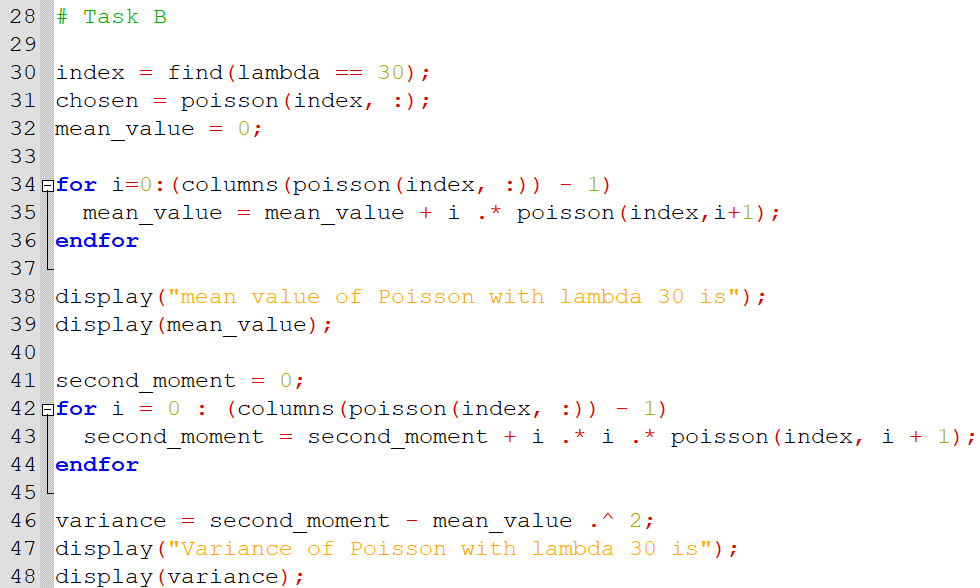 28 # Task B
29
30 index = find(lambda == 30);
31 chosen = poisson(index, :);
32 mean_value = 0;
33
34 for i=0:(columns(poisson(index, :)) - 1)
35   mean_value = mean_value + i .* poisson(index,i+1);
36 endfor
37
38 display("mean value of Poisson with lambda 30 is");
39 display(mean_value);
40
41 second_moment = 0;
42 for i = 0 : (columns(poisson(index, :)) - 1)
43   second_moment = second_moment + i .* i .* poisson(index, i + 1);
44 endfor
45
46 variance = second_moment - mean_value .^ 2;
47 display("Variance of Poisson with lambda 30 is");
48 display(variance);